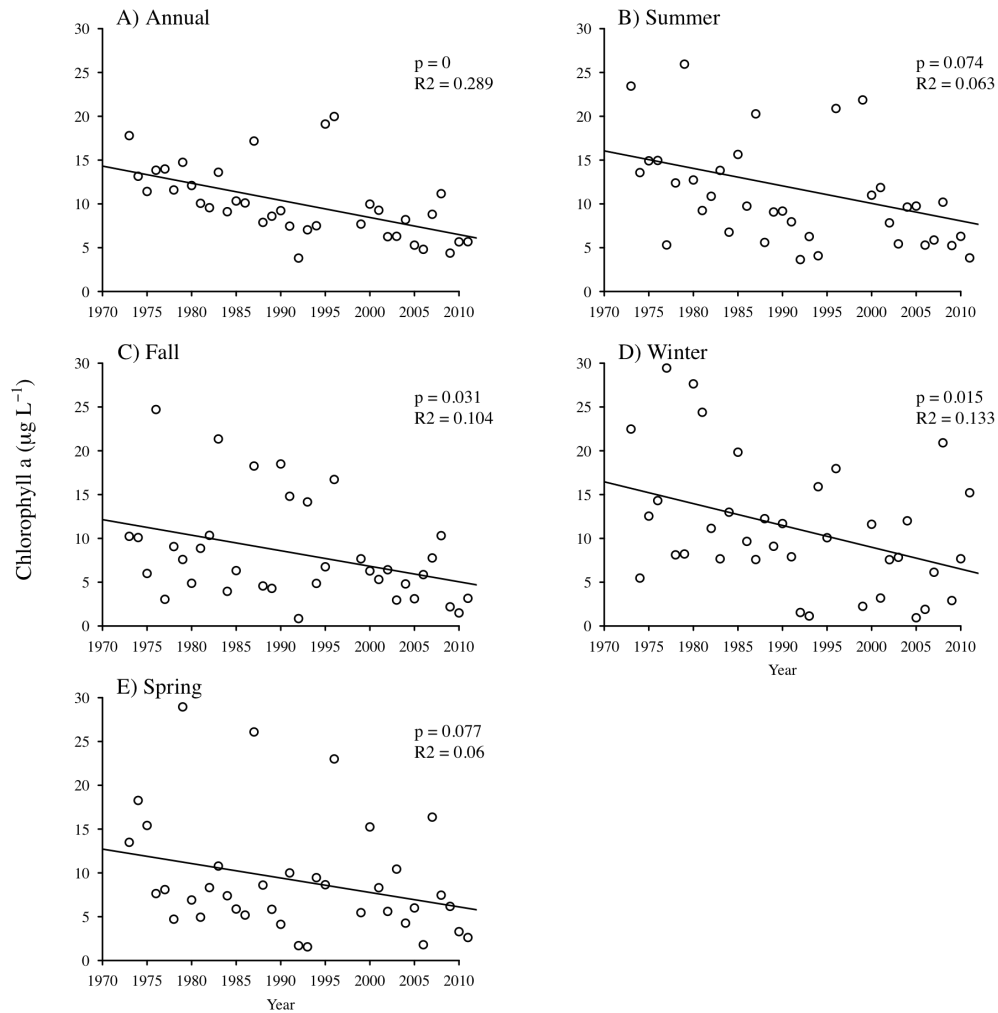 Chlorophyll a (µg L⁻¹)
A) Annual
p = 0
R2 = 0.289
30
25
20
15
10
5
0
1970 1975 1980 1985 1990 1995 2000 2005 2010
B) Summer
p = 0.074
R2 = 0.063
30
25
20
15
10
5
0
1970 1975 1980 1985 1990 1995 2000 2005 2010
C) Fall
p = 0.031
R2 = 0.104
30
25
20
15
10
5
0
1970 1975 1980 1985 1990 1995 2000 2005 2010
D) Winter
p = 0.015
R2 = 0.133
30
25
20
15
10
5
0
1970 1975 1980 1985 1990 1995 2000 2005 2010
Year
E) Spring
p = 0.077
R2 = 0.06
30
25
20
15
10
5
0
1970 1975 1980 1985 1990 1995 2000 2005 2010
Year